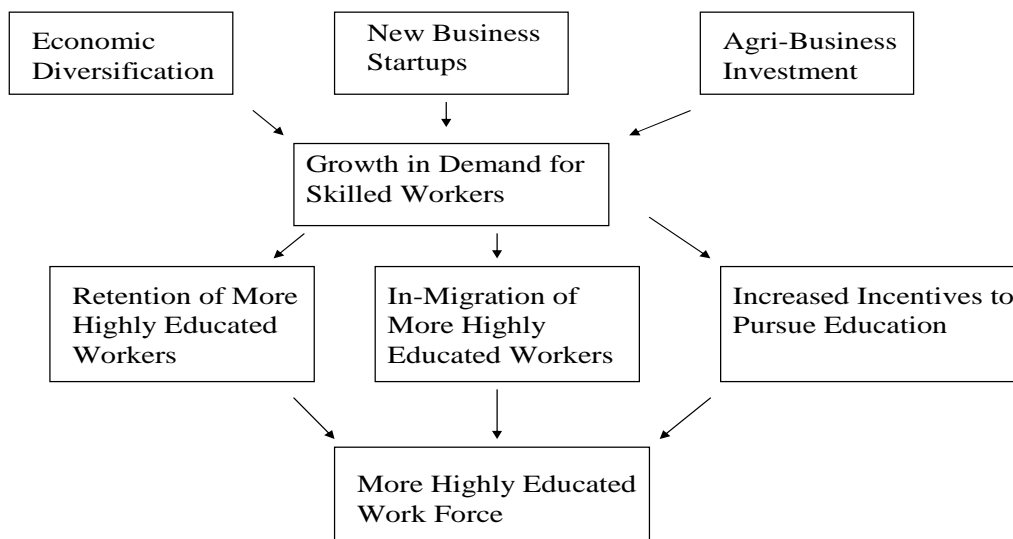 Economic
Diversification
New Business
Startups
Agri-Business
Investment
Growth in Demand for
Skilled Workers
Retention of More
Highly Educated
Workers
In-Migration of
More Highly
Educated Workers
Increased Incentives to
Pursue Education
More Highly Educated
Work Force